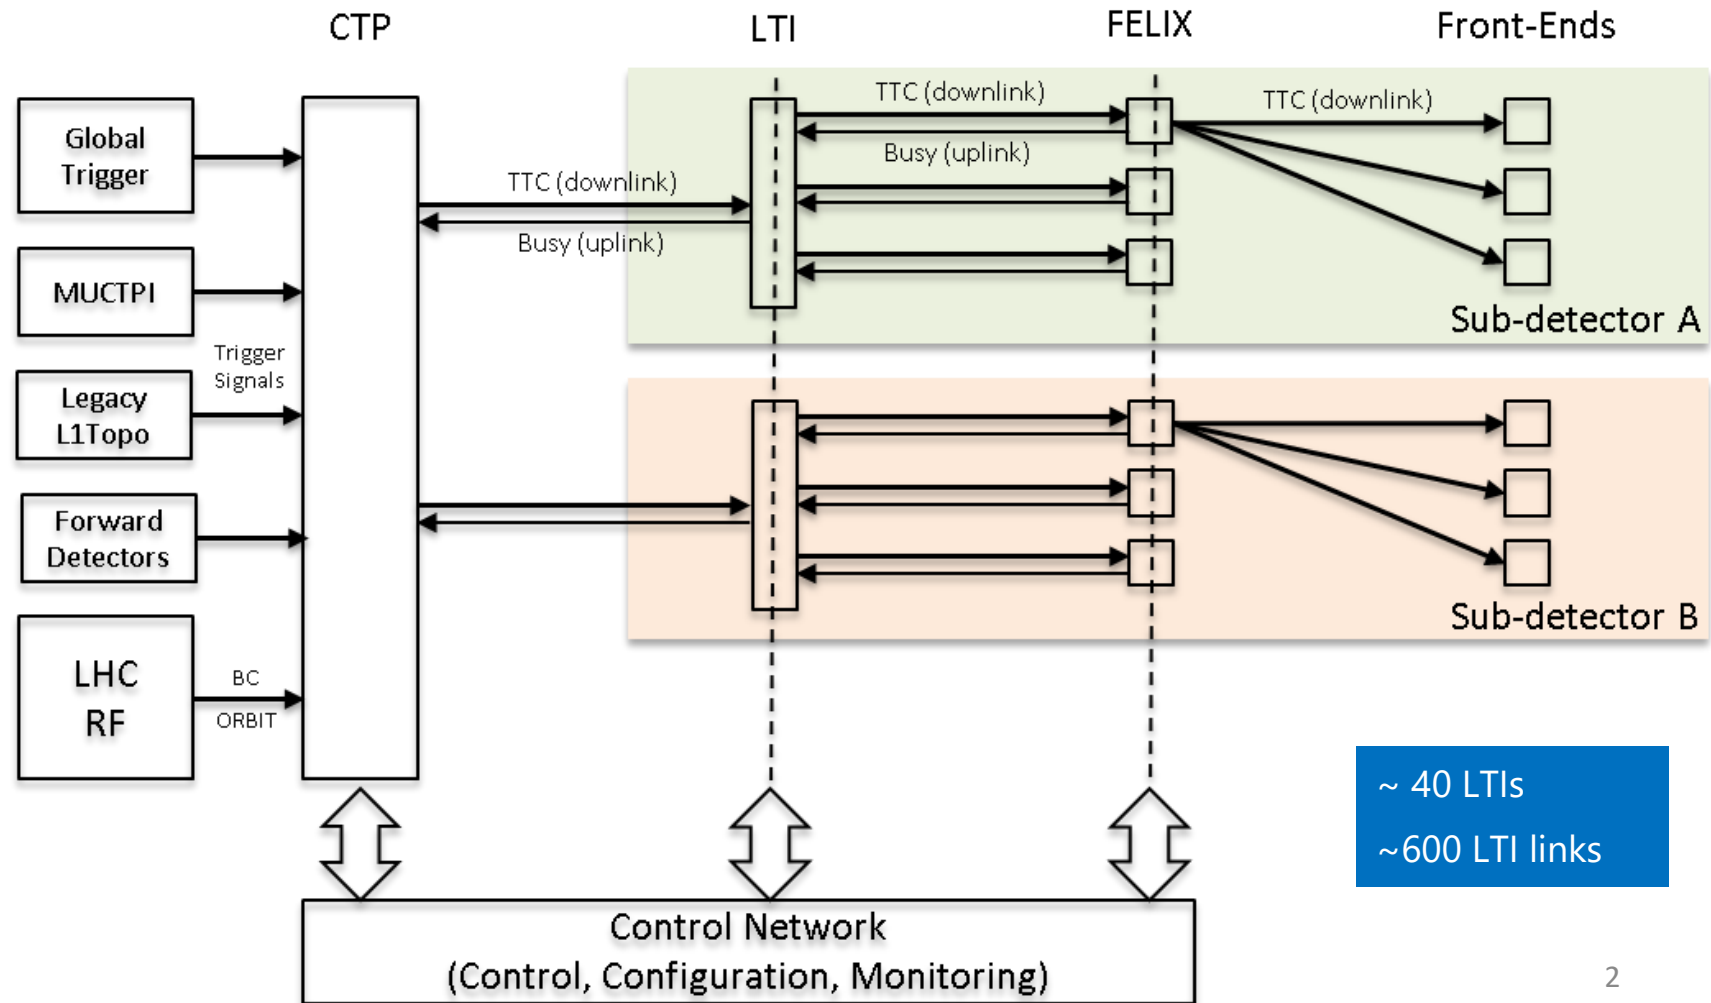 CTP
LTI
FELIX
Front-Ends
Global
Trigger
MUCTPI
Trigger
Signals
Legacy
L1Topo
Forward
Detectors
LHC
RF
BC
ORBIT
TTC (downlink)
Busy (uplink)
TTC (downlink)
Busy (uplink)
TTC (downlink)
Sub-detector A
Sub-detector B
~ 40 LTIs
~600 LTI links
Control Network
(Control, Configuration, Monitoring)
2